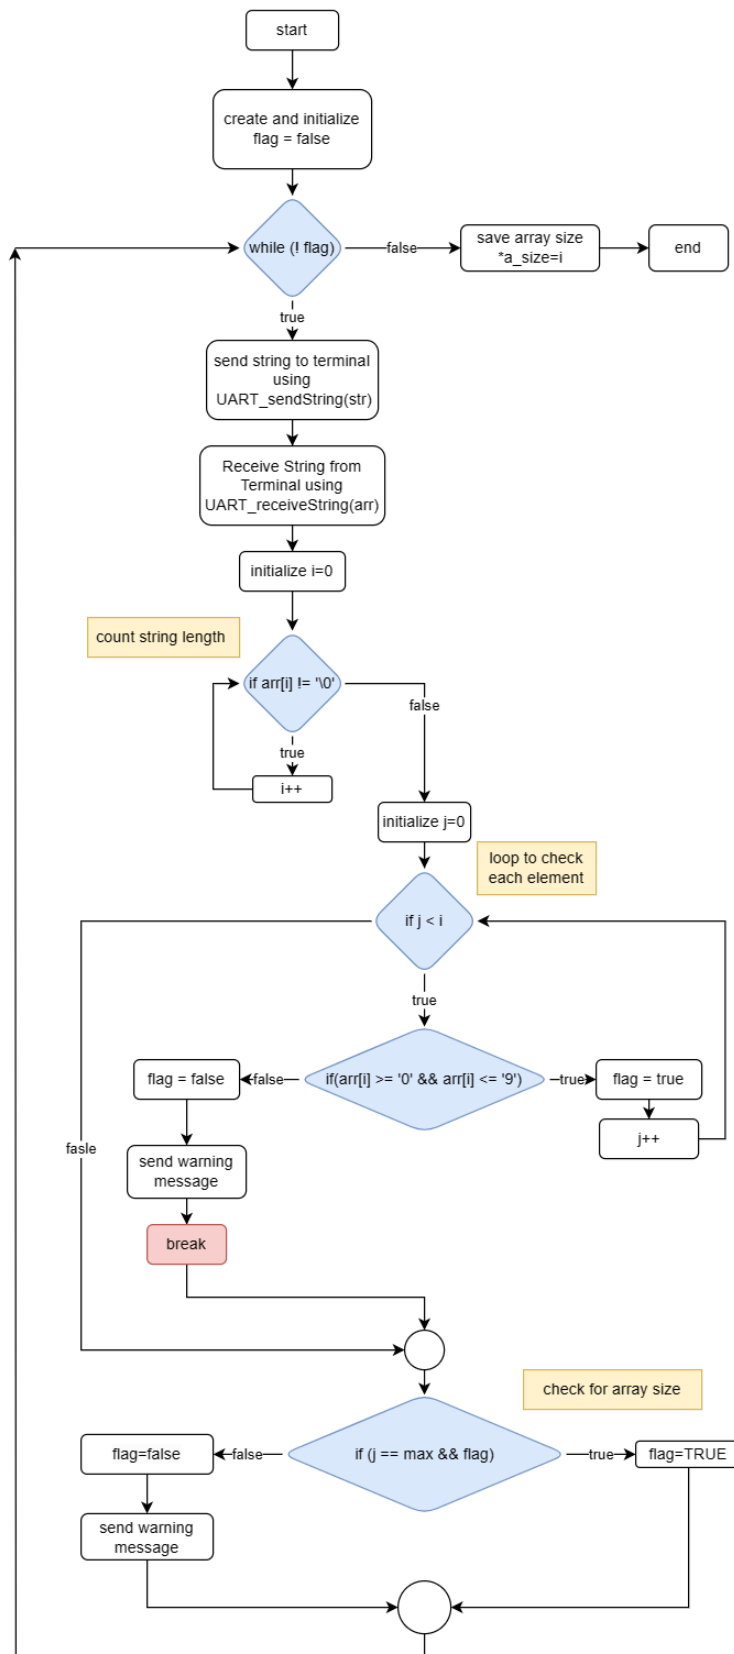 start
create and initialize
flag = false
while (! flag)
false
save array size
*a_size=i
end
true
send string to terminal
using
UART_sendString(str)
Receive String from
Terminal using
UART_receiveString(arr)
initialize i=0
count string length
if arr[i] != '\0'
false
true
i++
initialize j=0
loop to check
each element
if j < i
true
flag = false
false
if(arr[i] >= '0' && arr[i] <= '9')
true
flag = true
j++
fasle
send warning
message
break
check for array size
flag=false
false
if (j == max && flag)
true
flag=TRUE
send warning
message